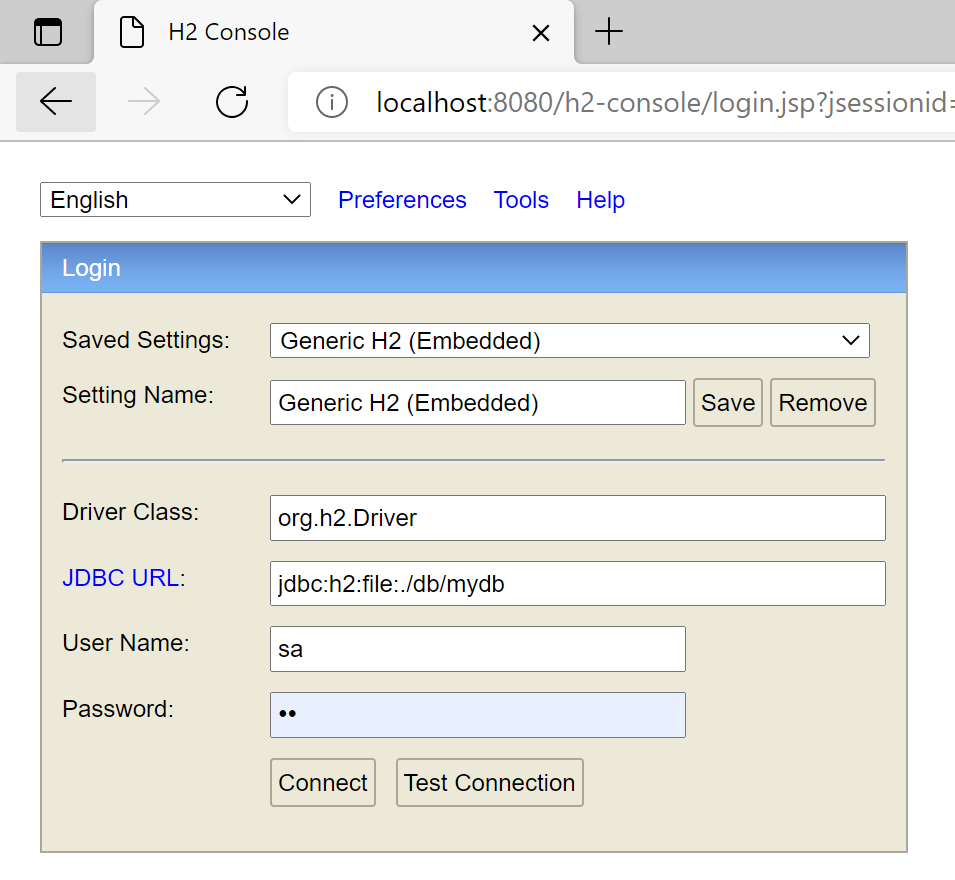 H2 Console
localhost:8080/h2-console/login.jsp?jsessionid=
English Preferences Tools Help
Login
Saved Settings: Generic H2 (Embedded)
Setting Name: Generic H2 (Embedded) Save Remove
Driver Class: org.h2.Driver
JDBC URL: jdbc:h2:file:./db/mydb
User Name: sa
Password: ••
Connect Test Connection